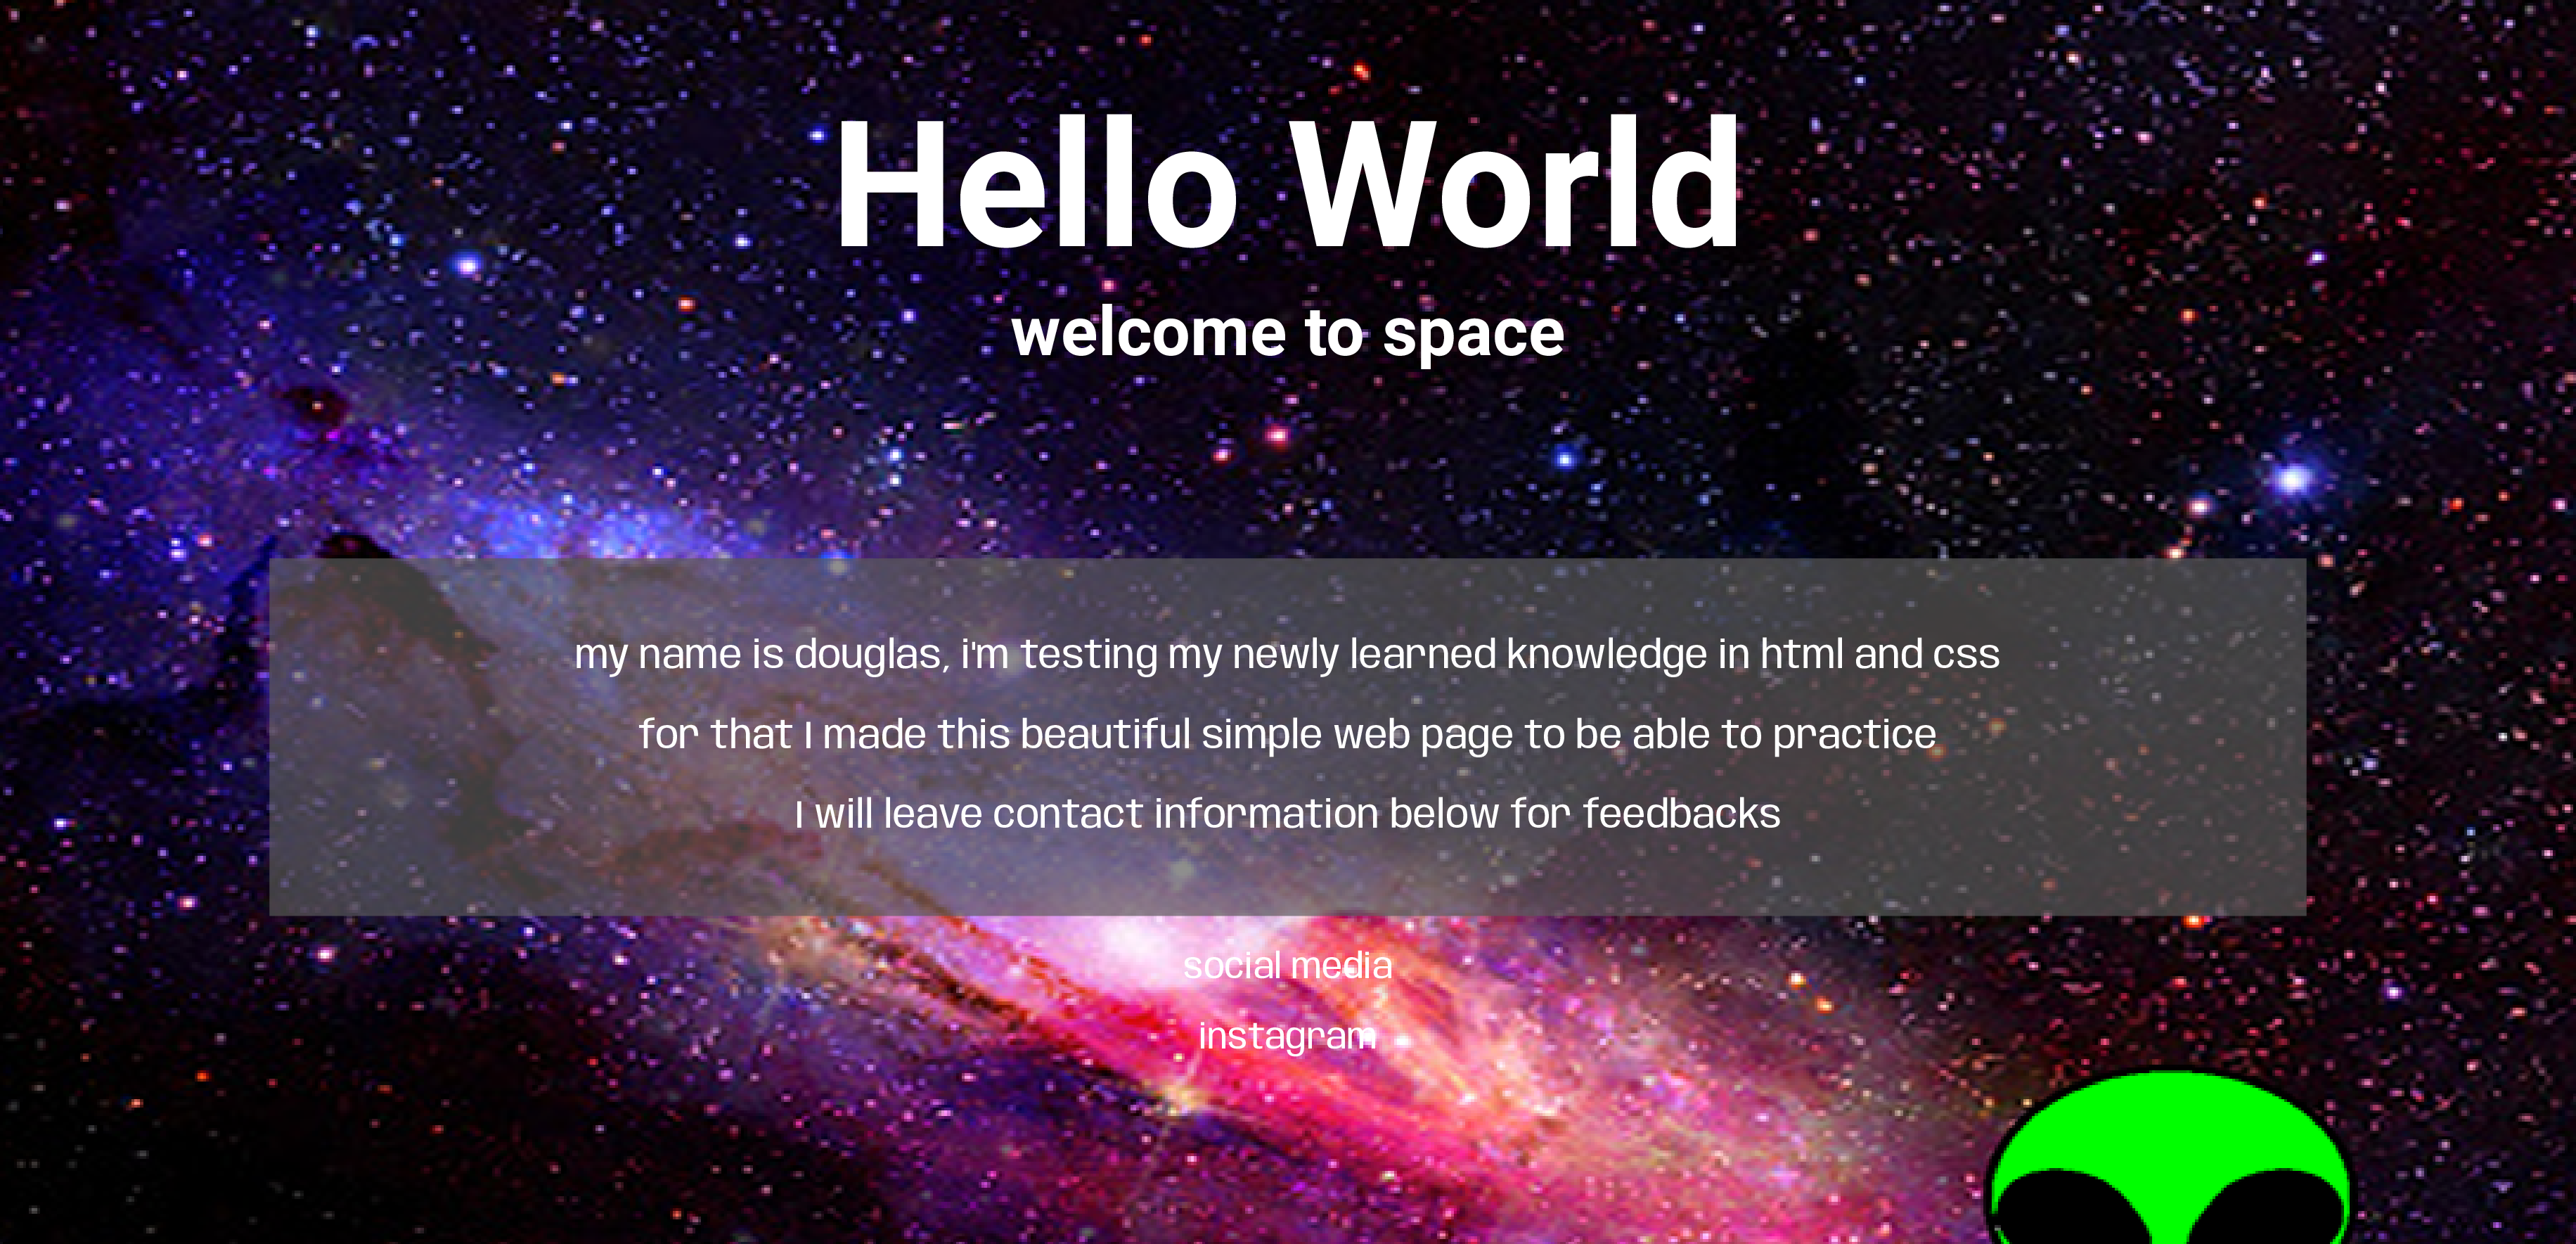 Hello World
welcome to space
my name is douglas, i'm testing my newly learned knowledge in html and css
for that I made this beautiful simple web page to be able to practice
I will leave contact information below for feedbacks
social media
instagram